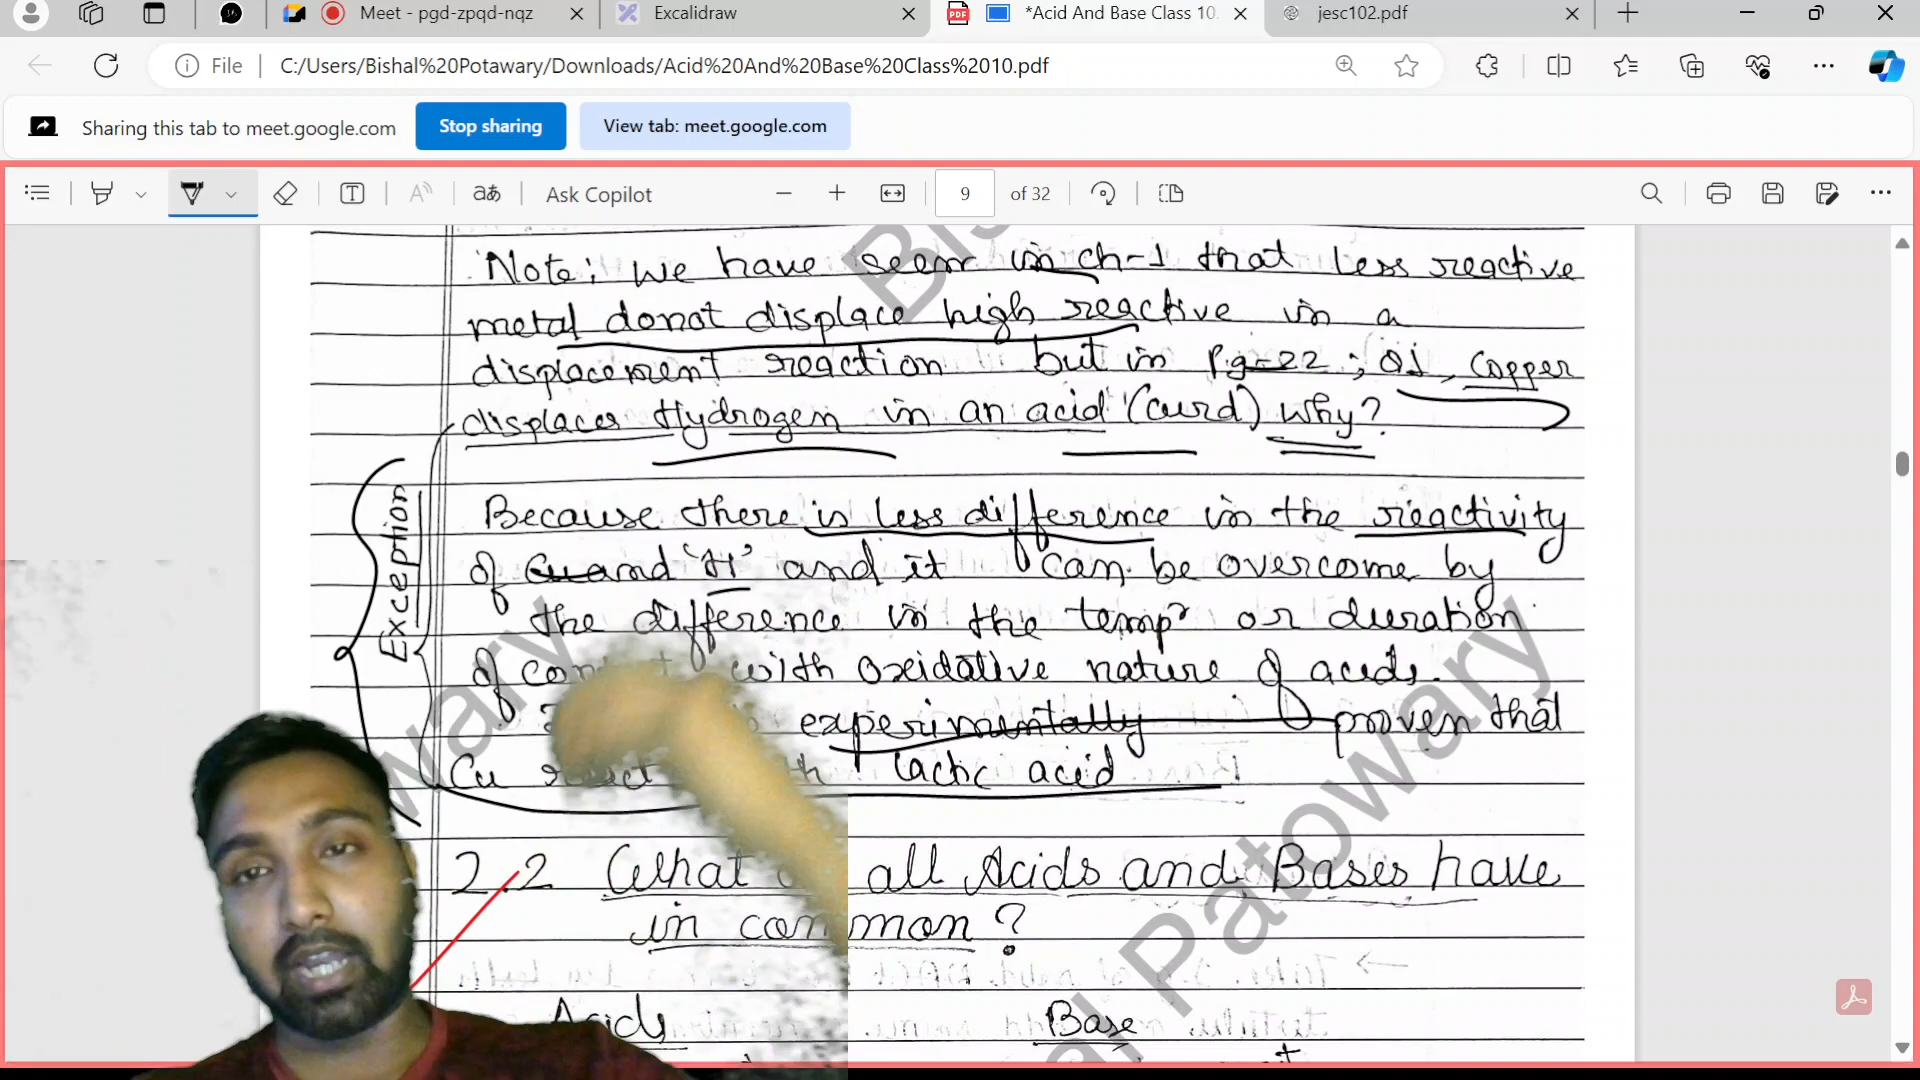 Meet - pgd-zpqd-nqz
Excalidraw
*Acid And Base Class 10.
jesc102.pdf
File
C:/Users/Bishal%20Potawary/Downloads/Acid%20And%20Base%20Class%2010.pdf
Sharing this tab to meet.google.com
Stop sharing
View tab: meet.google.com
Ask Copilot
9 of 32
Note: We have seen in ch-1 that less reactive
metal donot displace high reactive in a
displacement reaction but in Pg-22 ; Q1, Copper
displaces Hydrogen in an acid (curd) why?
Exception
Because there is less difference in the reactivity
of Cu and 'H' and it can be overcome by
the difference in the tempr or duration
of with oxidative nature of acids.
experimentally proven that
Cu lactic acid
2.2 What all Acids and Bases have
in common?
Acids Base
Patowary